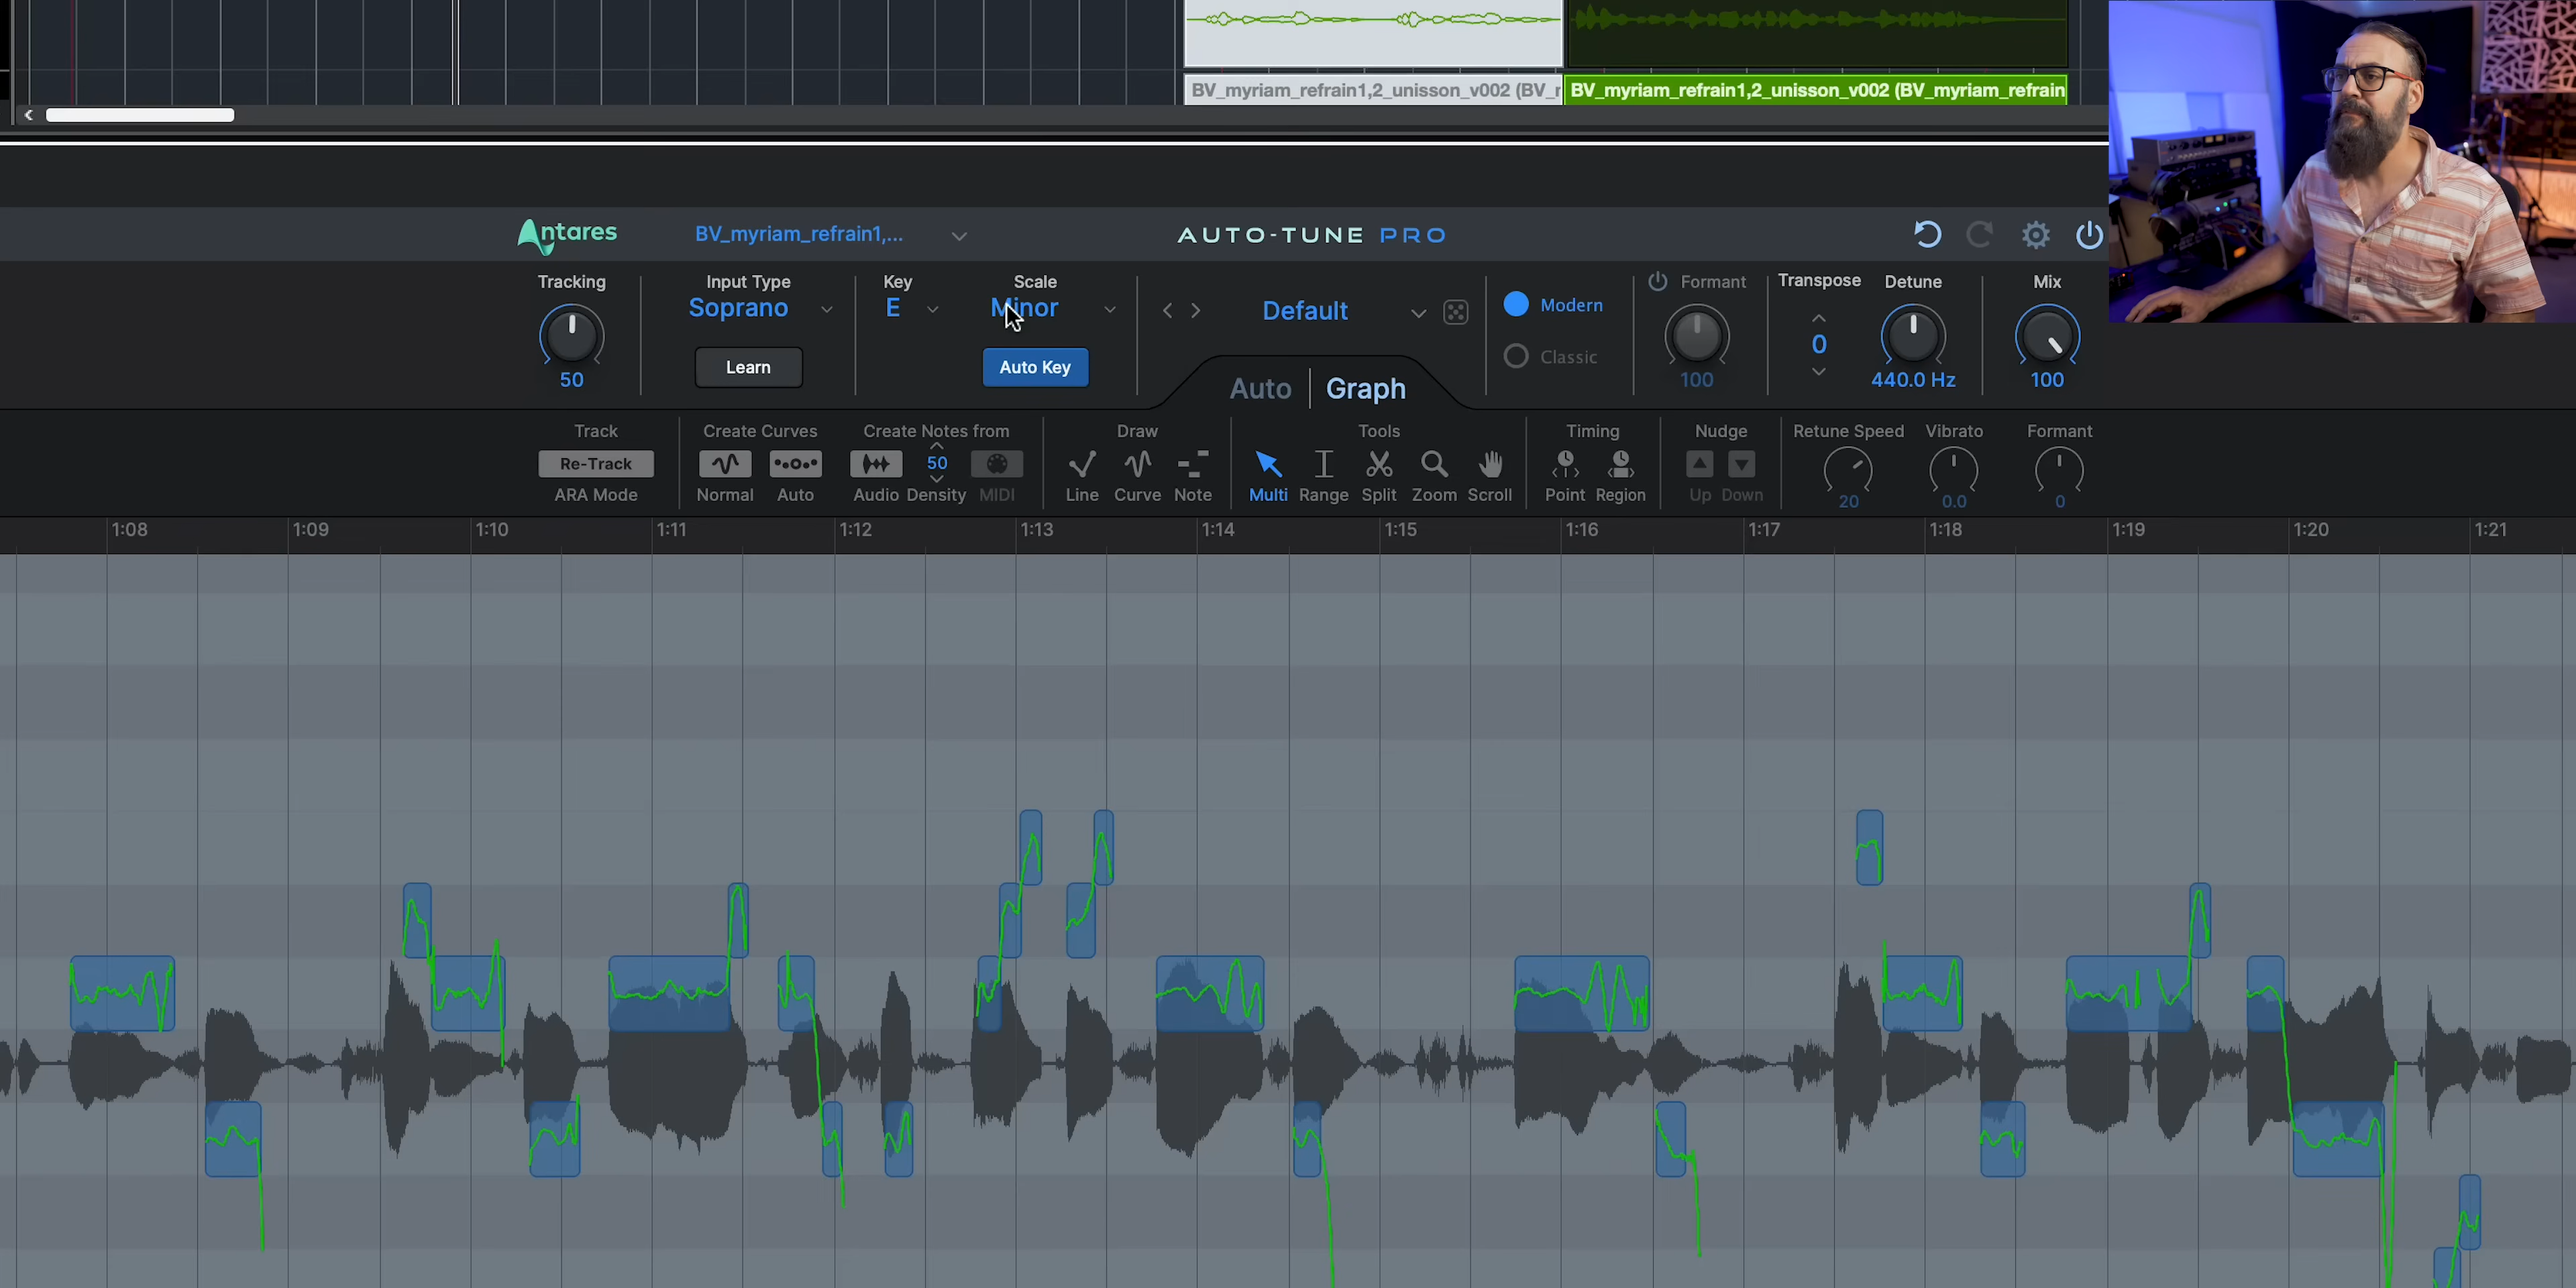 BV_myriam_refrain1,2_unisson_v002 (BV_r
BV_myriam_refrain1,2_unisson_v002 (BV_myriam_refrain
Antares
BV_myriam_refrain1,...
AUTO-TUNE PRO
Tracking
Input Type
Key
Scale
Formant
Transpose
Detune
Mix
Soprano
E
Minor
Default
Modern
Classic
Learn
Auto Key
0
50
100
440.0 Hz
100
Auto
Graph
Track
Create Curves
Create Notes from
Draw
Tools
Timing
Nudge
Retune Speed
Vibrato
Formant
Re-Track
50
ARA Mode
Normal
Auto
Audio
Density
MIDI
Line
Curve
Note
Multi
Range
Split
Zoom
Scroll
Point
Region
Up
Down
20
0.0
0
1:08
1:09
1:10
1:11
1:12
1:13
1:14
1:15
1:16
1:17
1:18
1:19
1:20
1:21